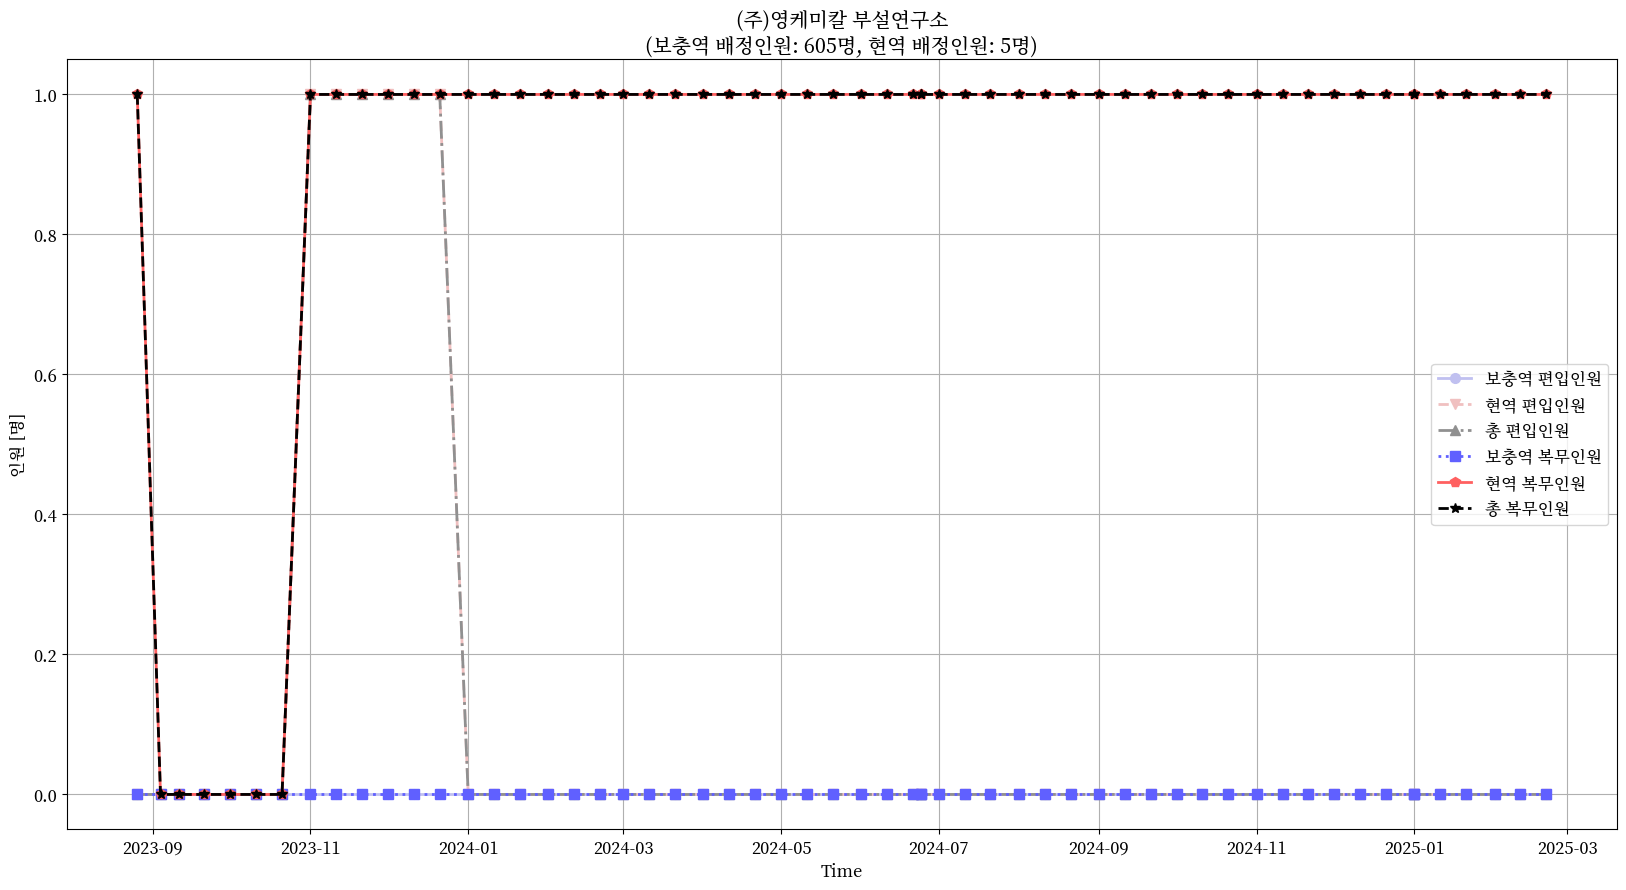 (주)영케미칼 부설연구소
(보충역 배정인원: 605명, 현역 배정인원: 5명)
인원 [명]
1.0
0.8
0.6
0.4
0.2
0.0
보충역 편입인원
현역 편입인원
총 편입인원
보충역 복무인원
현역 복무인원
총 복무인원
2023-09
2023-11
2024-01
2024-03
2024-05
2024-07
2024-09
2024-11
2025-01
2025-03
Time